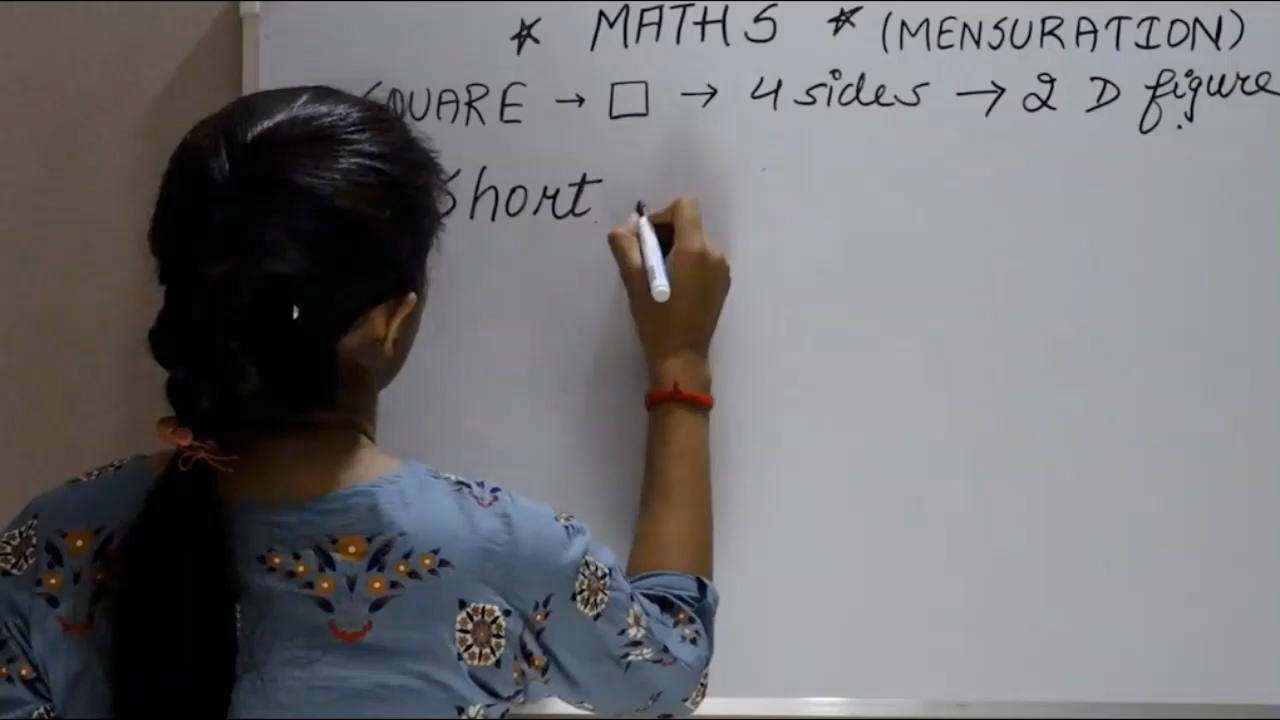 * MATHS * (MENSURATION)
SQUARE → □ → 4 sides → 2 D figure
Short